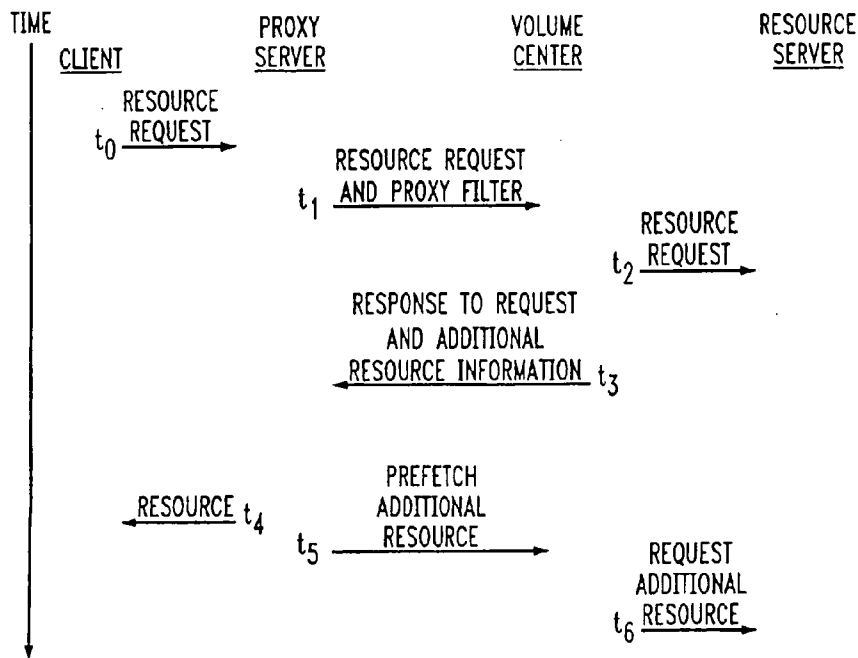 TIME
CLIENT
PROXY
SERVER
VOLUME
CENTER
RESOURCE
SERVER
RESOURCE
REQUEST
t0
RESOURCE REQUEST
AND PROXY FILTER
t1
RESOURCE
REQUEST
t2
RESPONSE TO REQUEST
AND ADDITIONAL
RESOURCE INFORMATION
t3
RESOURCE
t4
PREFETCH
ADDITIONAL
RESOURCE
t5
REQUEST
ADDITIONAL
RESOURCE
t6